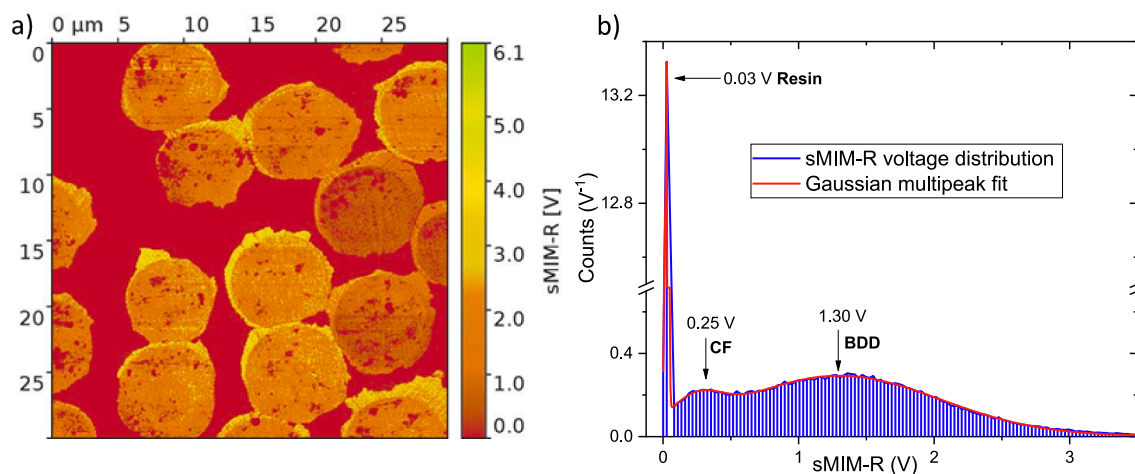 a)
0 µm 5 10 15 20 25
0
5
10
15
20
25
6.1
5.0
4.0
3.0
2.0
1.0
0.0
sMIM-R [V]
b)
13.2
12.8
0.4
0.0
Counts (V⁻¹)
0.03 V Resin
sMIM-R voltage distribution
Gaussian multipeak fit
0.25 V
CF
1.30 V
BDD
0 1 2 3
sMIM-R (V)